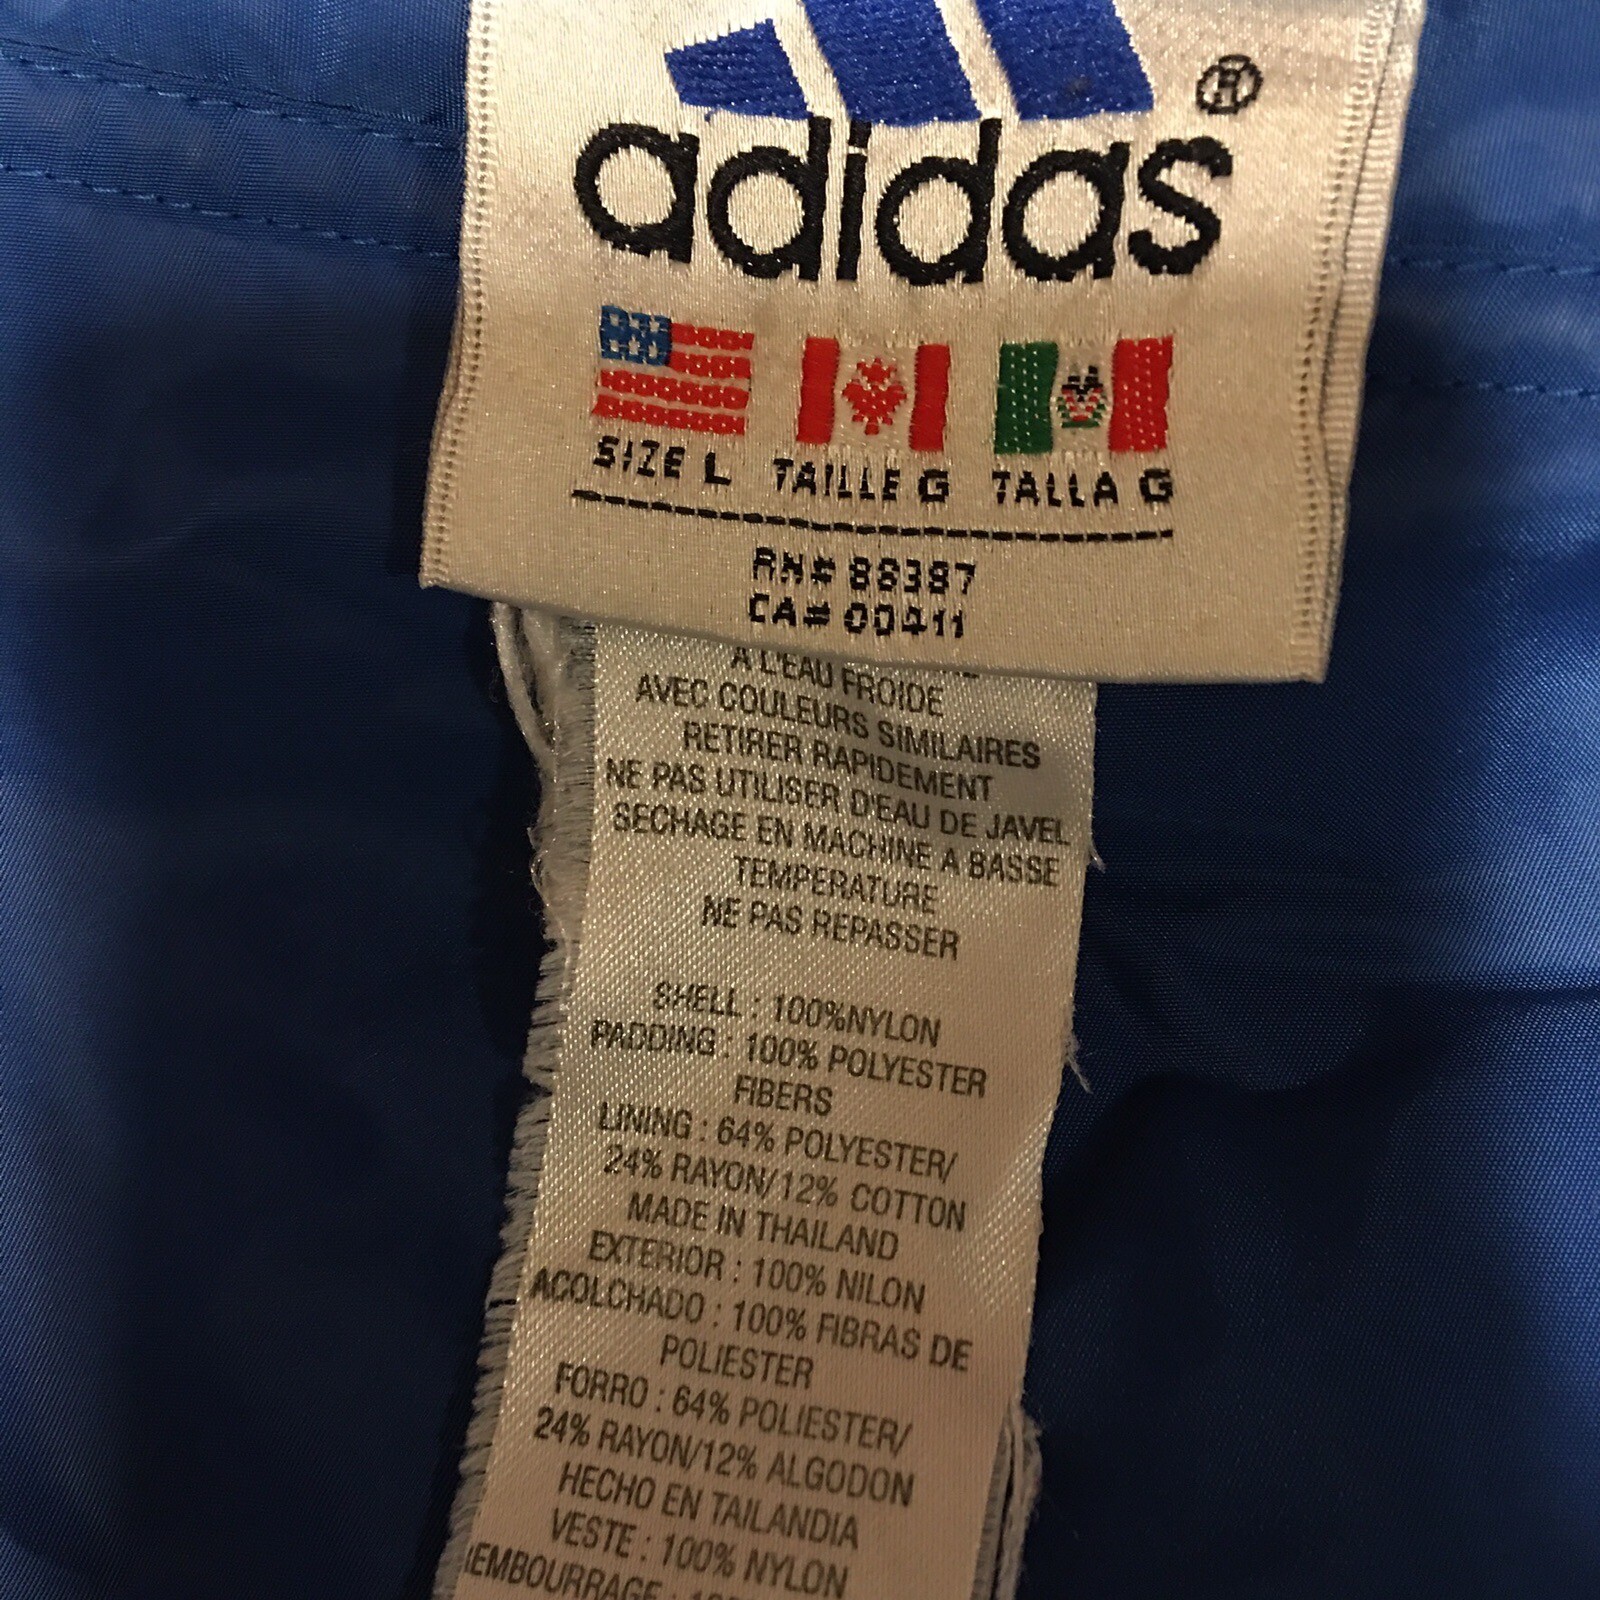 adidas®
SIZE L TAILLE G TALLA G
RN# 88387
CA# 00411
A L'EAU FROIDE
AVEC COULEURS SIMILAIRES
RETIRER RAPIDEMENT
NE PAS UTILISER D'EAU DE JAVEL
SECHAGE EN MACHINE A BASSE
TEMPERATURE
NE PAS REPASSER
SHELL : 100%NYLON
PADDING : 100% POLYESTER
FIBERS
LINING : 64% POLYESTER/
24% RAYON/12% COTTON
MADE IN THAILAND
EXTERIOR : 100% NILON
ACOLCHADO : 100% FIBRAS DE
POLIESTER
FORRO : 64% POLIESTER/
24% RAYON/12% ALGODON
HECHO EN TAILANDIA
VESTE : 100% NYLON
REMBOURRAGE :